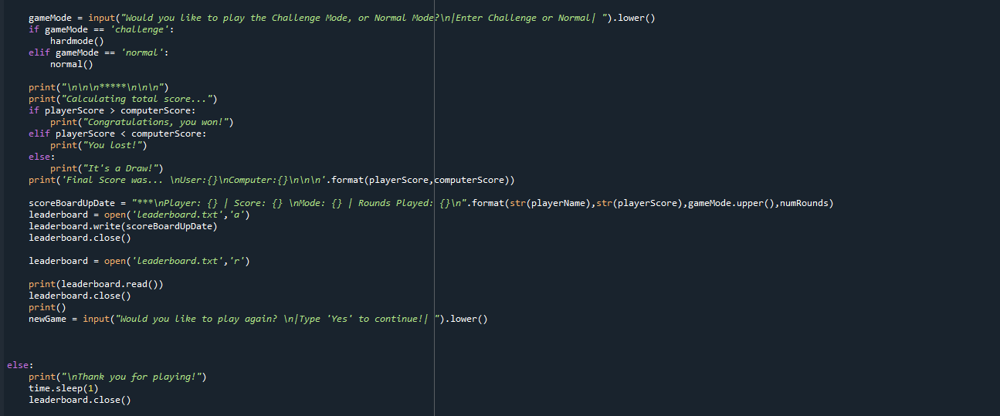 gameMode = input("Would you like to play the Challenge Mode, or Normal Mode?\n|Enter Challenge or Normal| ").lower()
if gameMode == 'challenge':
    hardmode()
elif gameMode == 'normal':
    normal()
print("\n\n\n*****\n\n\n")
print("Calculating total score...")
if playerScore > computerScore:
    print("Congratulations, you won!")
elif playerScore < computerScore:
    print("You lost!")
else:
    print("It's a Draw!")
print('Final Score was... \nUser:{}\nComputer:{}\n\n\n'.format(playerScore,computerScore))
scoreBoardUpDate = "***\nPlayer: {} | Score: {} \nMode: {} | Rounds Played: {}\n".format(str(playerName),str(playerScore),gameMode.upper(),numRounds)
leaderboard = open('leaderboard.txt','a')
leaderboard.write(scoreBoardUpDate)
leaderboard.close()
leaderboard = open('leaderboard.txt','r')
print(leaderboard.read())
leaderboard.close()
print()
newGame = input("Would you like to play again? \n|Type 'Yes' to continue!| ").lower()
else:
    print("\nThank you for playing!")
    time.sleep(1)
    leaderboard.close()